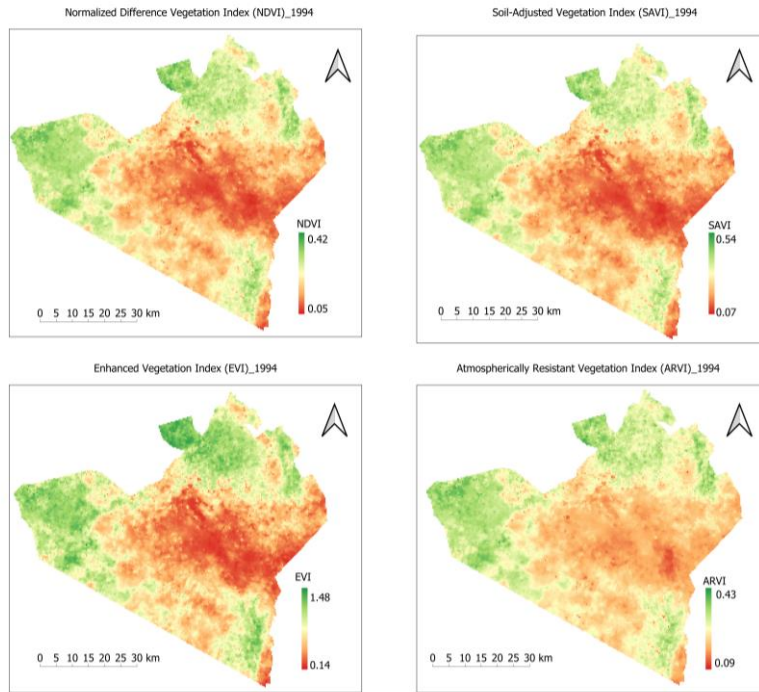 Normalized Difference Vegetation Index (NDVI)_1994
NDVI
0.42
0.05
0 5 10 15 20 25 30 km
Soil-Adjusted Vegetation Index (SAVI)_1994
SAVI
0.54
0.07
0 5 10 15 20 25 30 km
Enhanced Vegetation Index (EVI)_1994
EVI
1.48
0.14
0 5 10 15 20 25 30 km
Atmospherically Resistant Vegetation Index (ARVI)_1994
ARVI
0.43
0.09
0 5 10 15 20 25 30 km